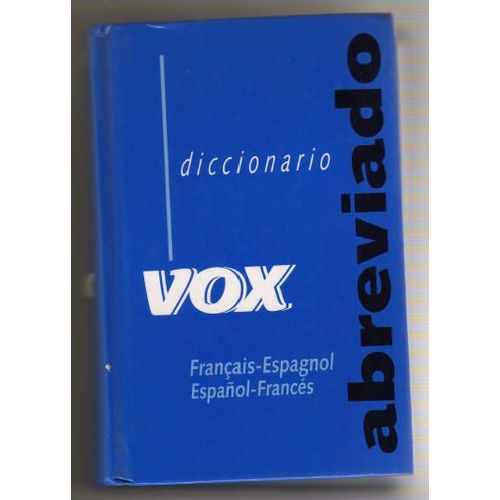 diccionario
VOX
Français-Espagnol
Español-Francés
abreviado